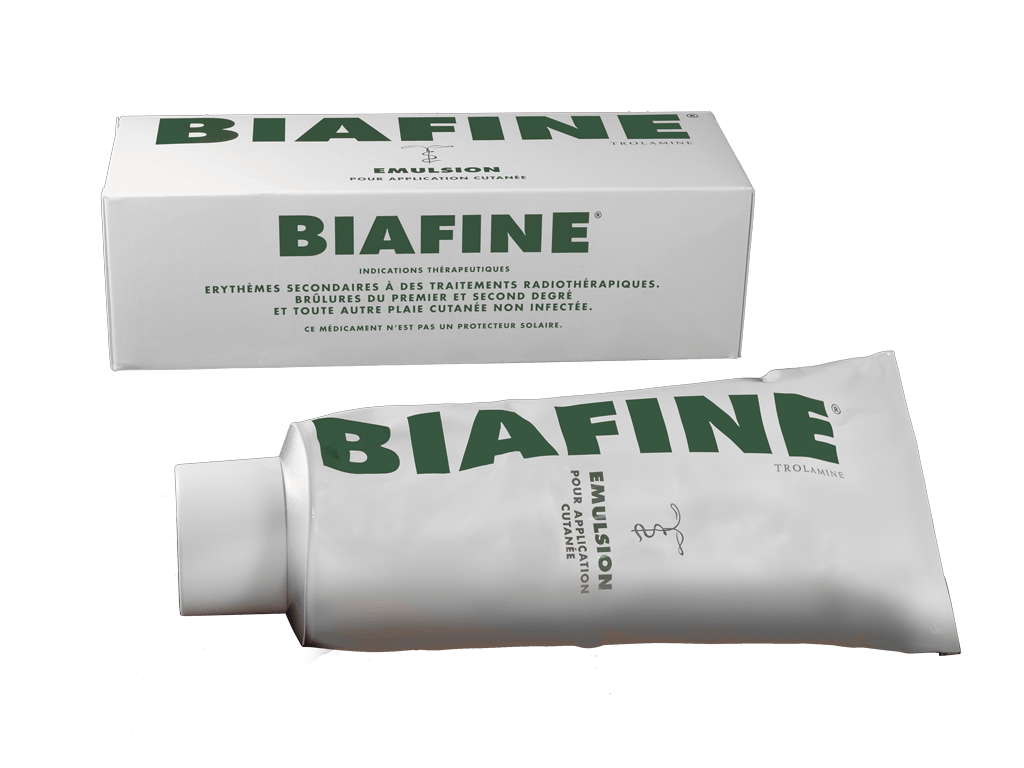 BIAFINE®
TROLAMINE
EMULSION
POUR APPLICATION CUTANÉE
BIAFINE®
INDICATIONS THÉRAPEUTIQUES
ERYTHÈMES SECONDAIRES À DES TRAITEMENTS RADIOTHÉRAPIQUES.
BRÛLURES DU PREMIER ET SECOND DEGRÉ
ET TOUTE AUTRE PLAIE CUTANÉE NON INFECTÉE.
CE MÉDICAMENT N'EST PAS UN PROTECTEUR SOLAIRE.
BIAFINE®
TROLAMINE
EMULSION
POUR APPLICATION
CUTANÉE